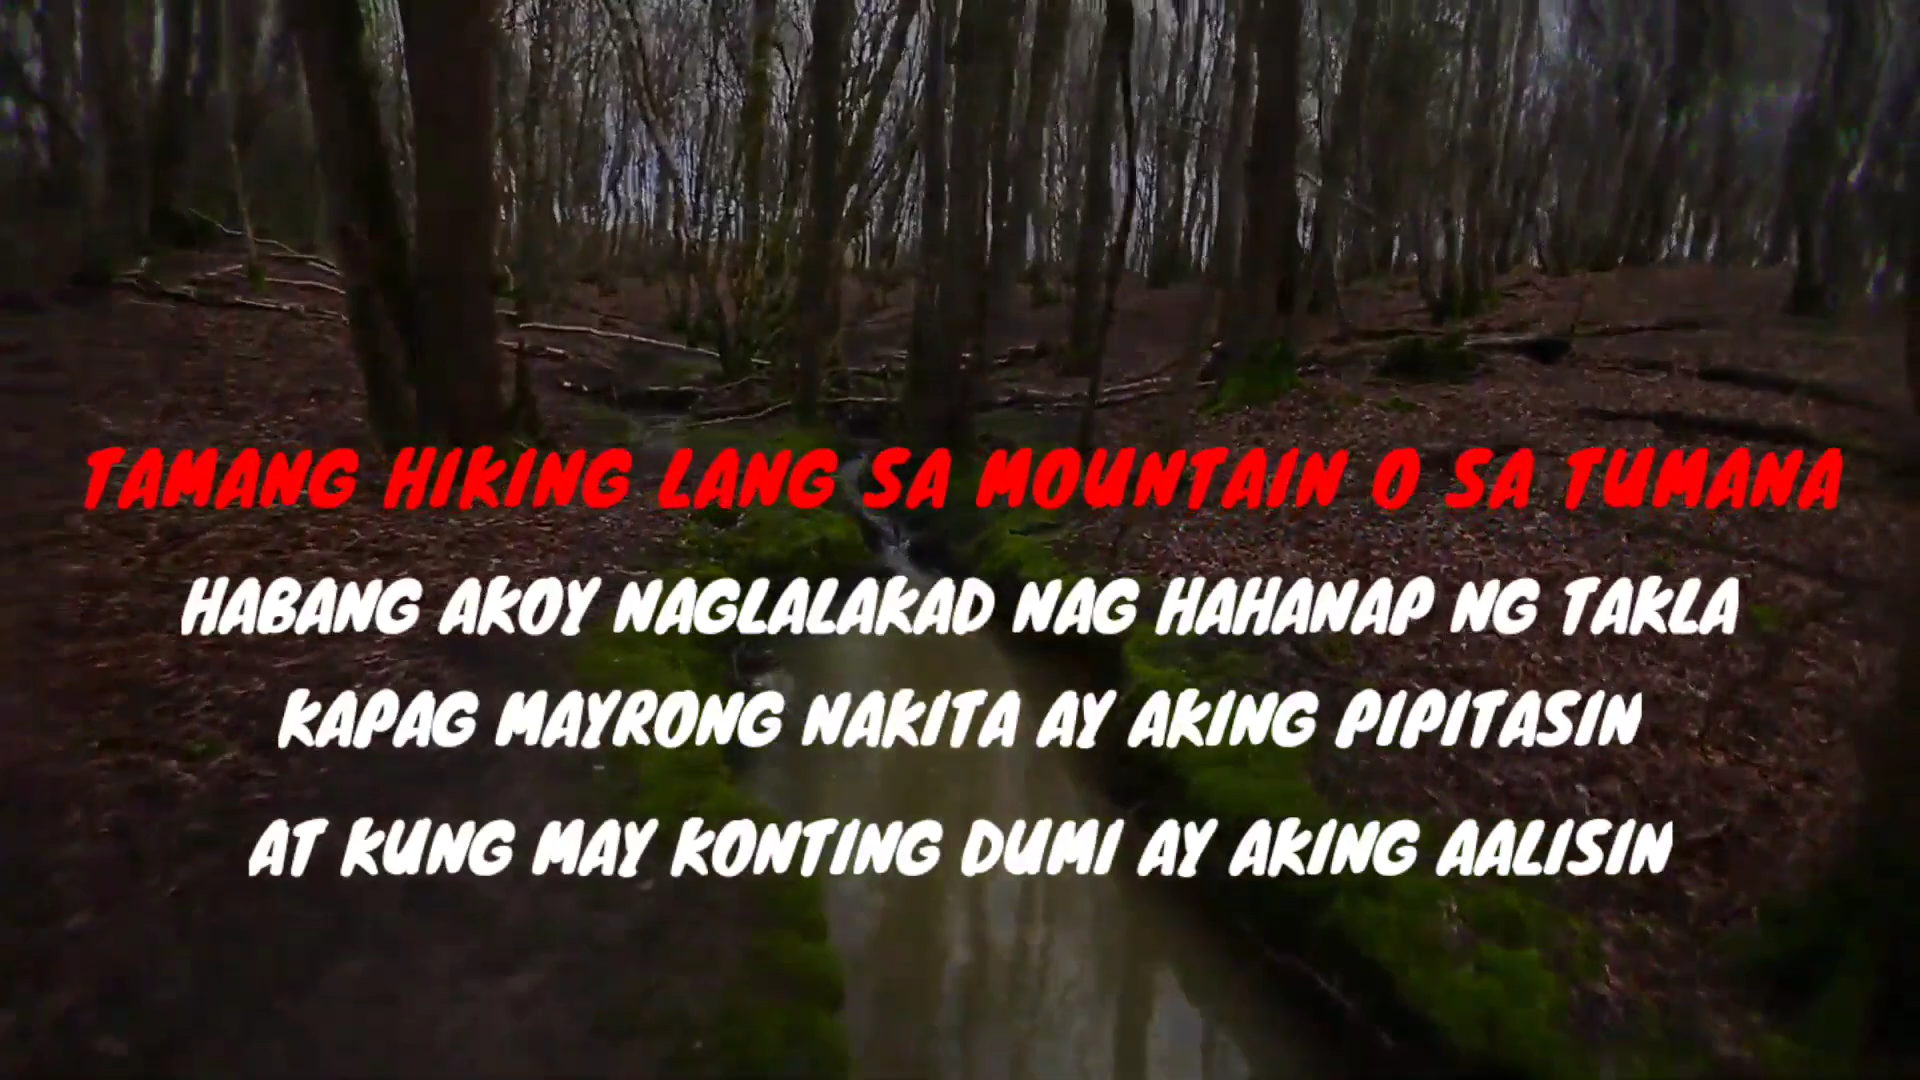 TAMANG HIKING LANG SA MOUNTAIN O SA TUMANA
HABANG AKOY NAGLALAKAD NAG HAHANAP NG TAKLA
KAPAG MAYRONG NAKITA AY AKING PIPITASIN
AT KUNG MAY KONTING DUMI AY AKING AALISIN